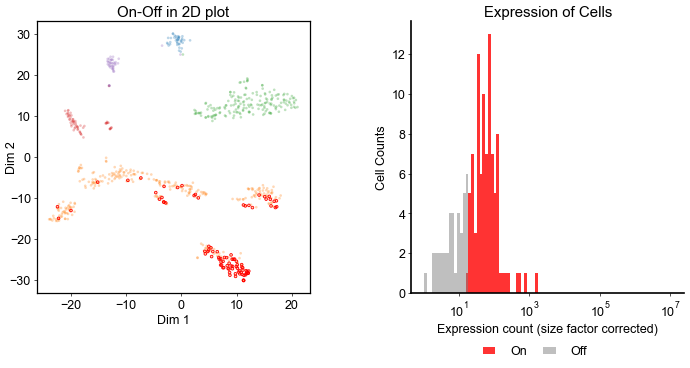 On-Off in 2D plot
Dim 2
30
20
10
0
−10
−20
−30
−20 −10 0 10 20
Dim 1
Expression of Cells
Cell Counts
12
10
8
6
4
2
0
10^1 10^3 10^5 10^7
Expression count (size factor corrected)
On Off